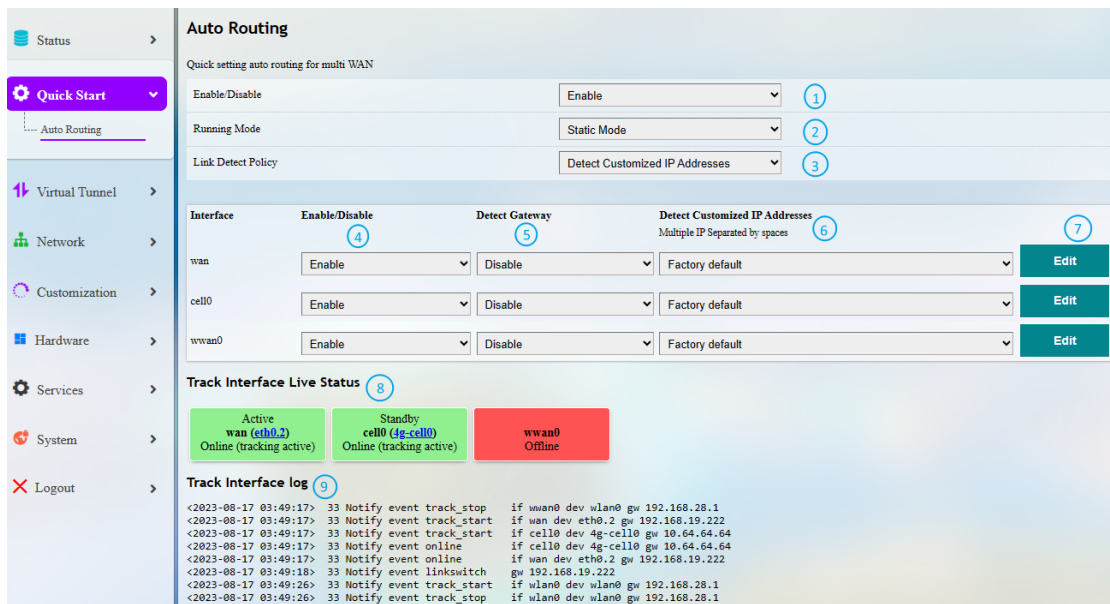 Auto Routing
Status
Quick setting auto routing for multi WAN
Quick Start
Enable/Disable Enable 1
Auto Routing
Running Mode Static Mode 2
Link Detect Policy Detect Customized IP Addresses 3
Virtual Tunnel
Network
Customization
Hardware
Services
System
Logout
Interface Enable/Disable Detect Gateway Detect Customized IP Addresses
4 5 Multiple IP Separated by spaces 6 7
wan Enable Disable Factory default Edit
cell0 Enable Disable Factory default Edit
wwan0 Enable Disable Factory default Edit
Track Interface Live Status 8
Active
wan (eth0.2)
Online (tracking active)
Standby
cell0 (4g-cell0)
Online (tracking active)
wwan0
Offline
Track Interface log 9
<2023-08-17 03:49:17> 33 Notify event track_stop if wwan0 dev wlan0 gw 192.168.28.1
<2023-08-17 03:49:17> 33 Notify event track_start if wan dev eth0.2 gw 192.168.19.222
<2023-08-17 03:49:17> 33 Notify event track_start if cell0 dev 4g-cell0 gw 10.64.64.64
<2023-08-17 03:49:17> 33 Notify event online if cell0 dev 4g-cell0 gw 10.64.64.64
<2023-08-17 03:49:17> 33 Notify event online if wan dev eth0.2 gw 192.168.19.222
<2023-08-17 03:49:18> 33 Notify event linkswitch gw 192.168.19.222
<2023-08-17 03:49:26> 33 Notify event track_start if wlan0 dev wlan0 gw 192.168.28.1
<2023-08-17 03:49:26> 33 Notify event track_stop if wlan0 dev wlan0 gw 192.168.28.1